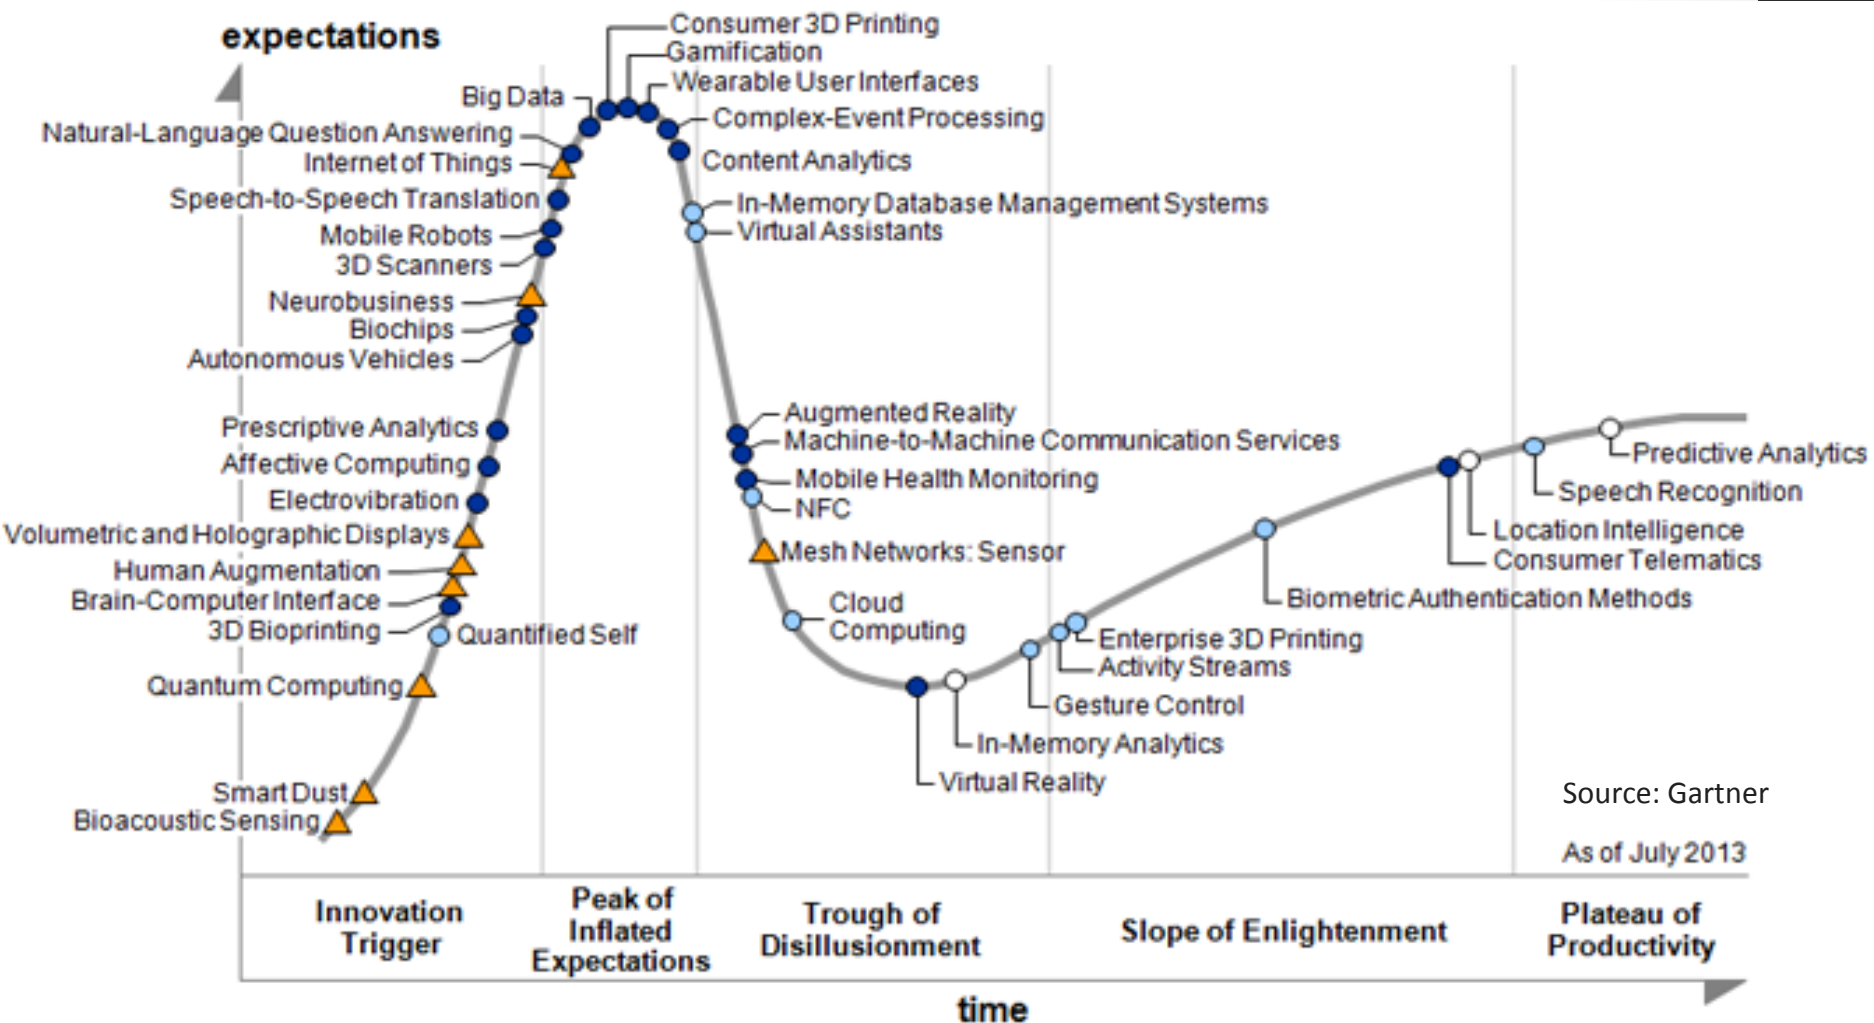 expectations
Consumer 3D Printing
Gamification
Wearable User Interfaces
Big Data
Complex-Event Processing
Natural-Language Question Answering
Internet of Things
Content Analytics
Speech-to-Speech Translation
In-Memory Database Management Systems
Mobile Robots
Virtual Assistants
3D Scanners
Neurobusiness
Biochips
Autonomous Vehicles
Augmented Reality
Prescriptive Analytics
Machine-to-Machine Communication Services
Predictive Analytics
Affective Computing
Mobile Health Monitoring
Speech Recognition
Electrovibration
NFC
Location Intelligence
Volumetric and Holographic Displays
Mesh Networks: Sensor
Consumer Telematics
Human Augmentation
Brain-Computer Interface
Cloud
Computing
Biometric Authentication Methods
3D Bioprinting
Quantified Self
Enterprise 3D Printing
Activity Streams
Quantum Computing
Gesture Control
In-Memory Analytics
Virtual Reality
Smart Dust
Source: Gartner
Bioacoustic Sensing
As of July 2013
Innovation
Trigger
Peak of
Inflated
Expectations
Trough of
Disillusionment
Slope of Enlightenment
Plateau of
Productivity
time